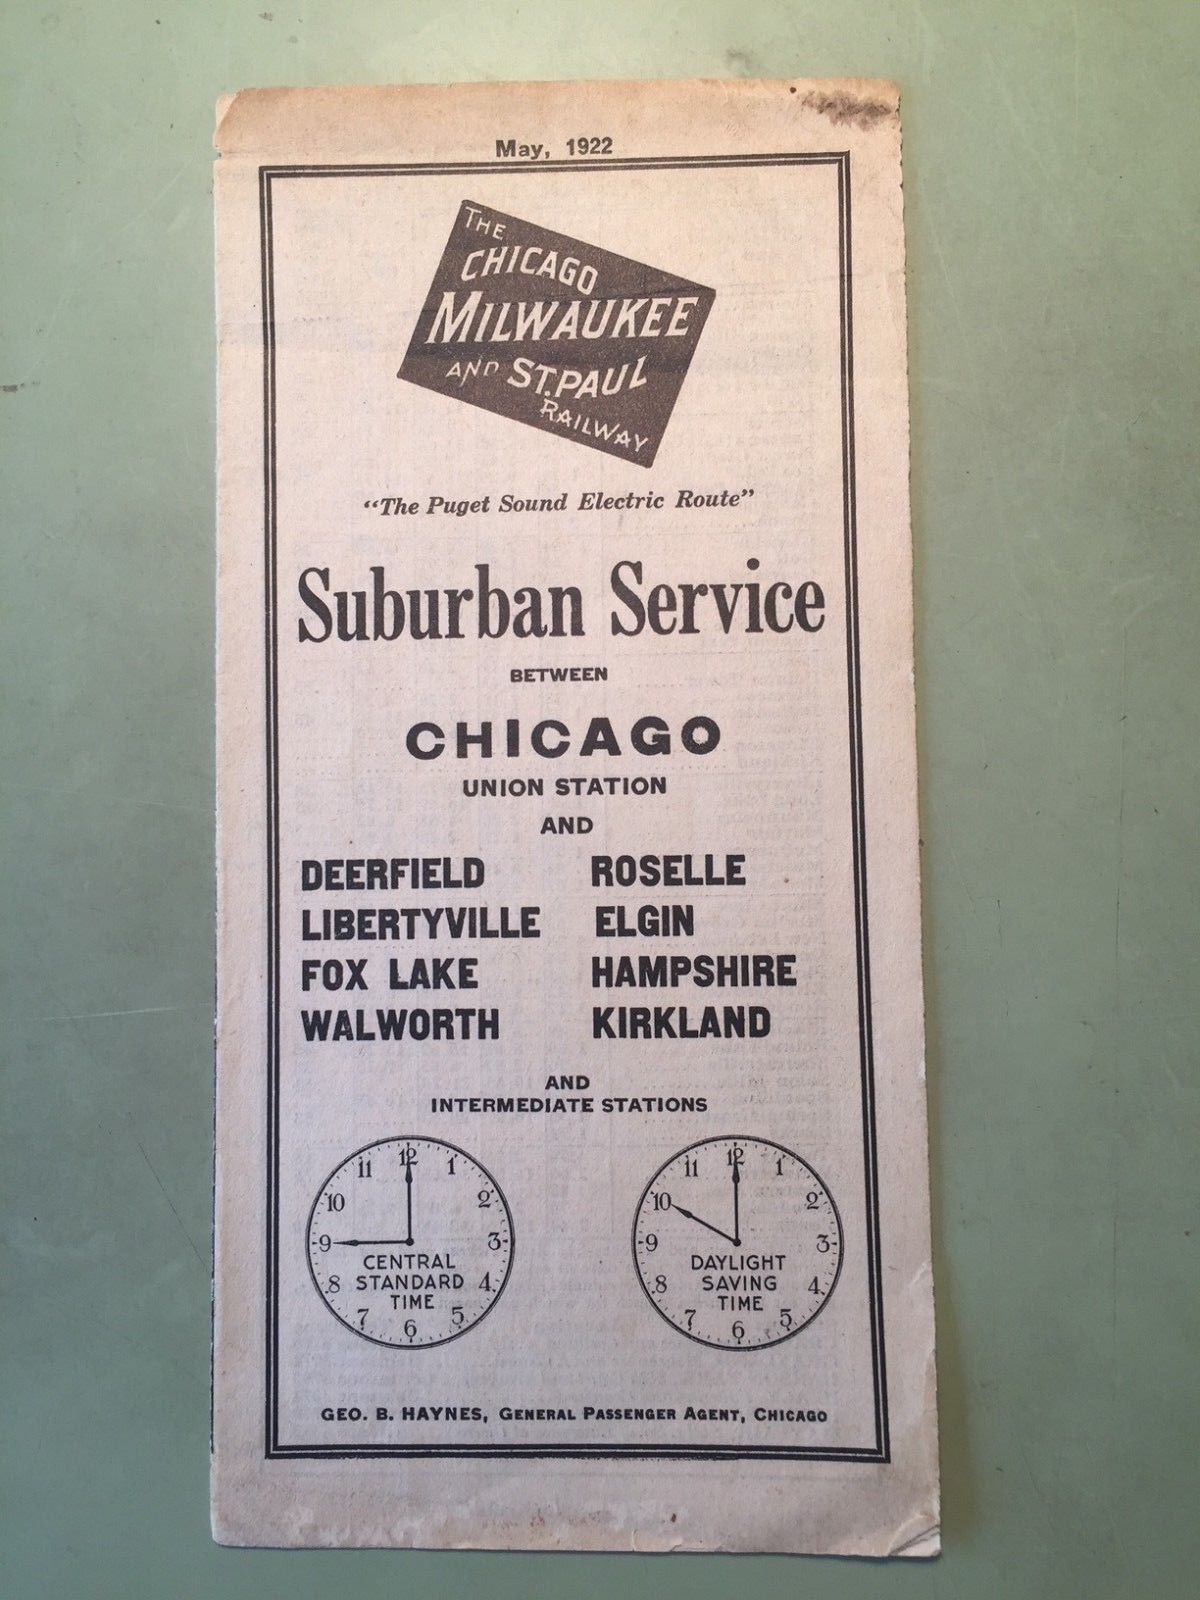 May, 1922
THE
CHICAGO
MILWAUKEE
AND ST. PAUL
RAILWAY
“The Puget Sound Electric Route”
Suburban Service
BETWEEN
CHICAGO
UNION STATION
AND
DEERFIELD ROSELLE
LIBERTYVILLE ELGIN
FOX LAKE HAMPSHIRE
WALWORTH KIRKLAND
AND
INTERMEDIATE STATIONS
12 1 2 3 4 5 6 7 8 9 10 11
CENTRAL
STANDARD
TIME
12 1 2 3 4 5 6 7 8 9 10 11
DAYLIGHT
SAVING
TIME
GEO. B. HAYNES, GENERAL PASSENGER AGENT, CHICAGO